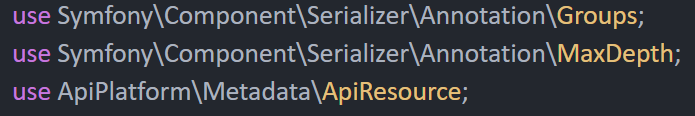 use Symfony\Component\Serializer\Annotation\Groups;
use Symfony\Component\Serializer\Annotation\MaxDepth;
use ApiPlatform\Metadata\ApiResource;